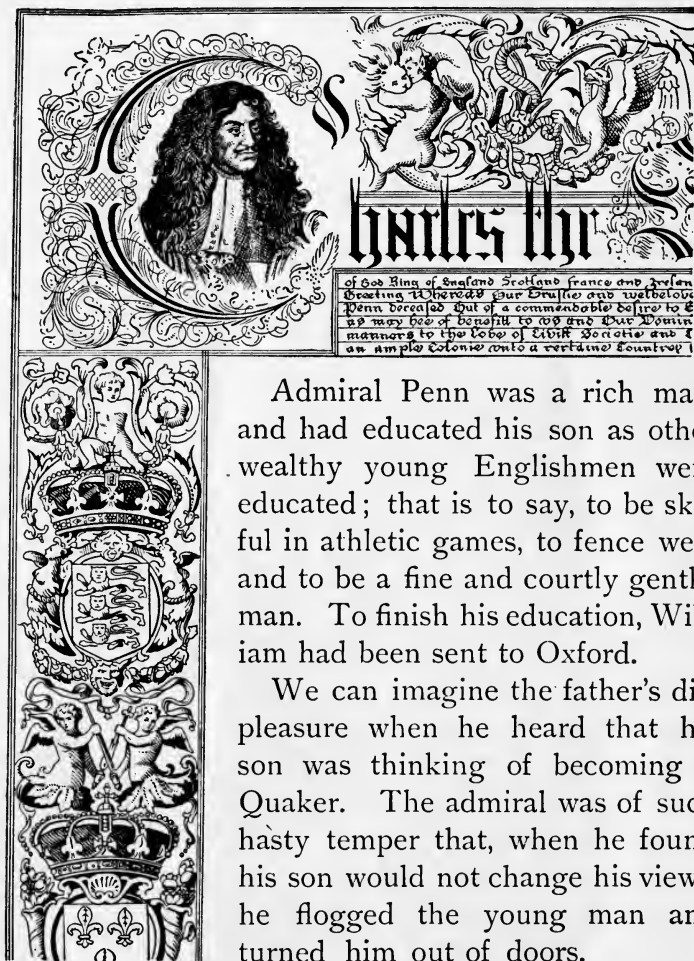 Charles the S
of God King of England Scotland france and Irelan
Greeting Whereas Our Trustie and welbelov
Penn deceased Out of a commendable desire to E
as may bee of benefitt to us and Our Domin
manners to the Love of Civill Societie and
an ample Colonie unto a certaine Countrey
Admiral Penn was a rich ma
and had educated his son as oth
wealthy young Englishmen we
educated; that is to say, to be sk
ful in athletic games, to fence we
and to be a fine and courtly gentl
man. To finish his education, Wi
iam had been sent to Oxford.
We can imagine the father's di
pleasure when he heard that h
son was thinking of becoming
Quaker. The admiral was of suc
hasty temper that, when he foun
his son would not change his view
he flogged the young man an
turned him out of doors.